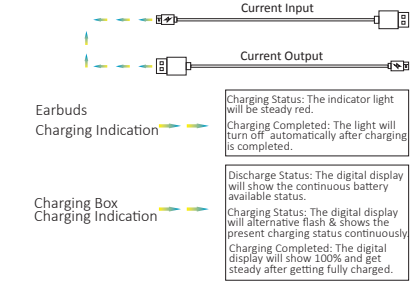 Current Input
Current Output
Earbuds
Charging Indication
Charging Status: The indicator light
will be steady red.
Charging Completed: The light will
turn off automatically after charging
is completed.
Charging Box
Charging Indication
Discharge Status: The digital display
will show the continuous battery
available status.
Charging Status: The digital display
will alternative flash & shows the
present charging status continuously.
Charging Completed: The digital
display will show 100% and get
steady after getting fully charged.